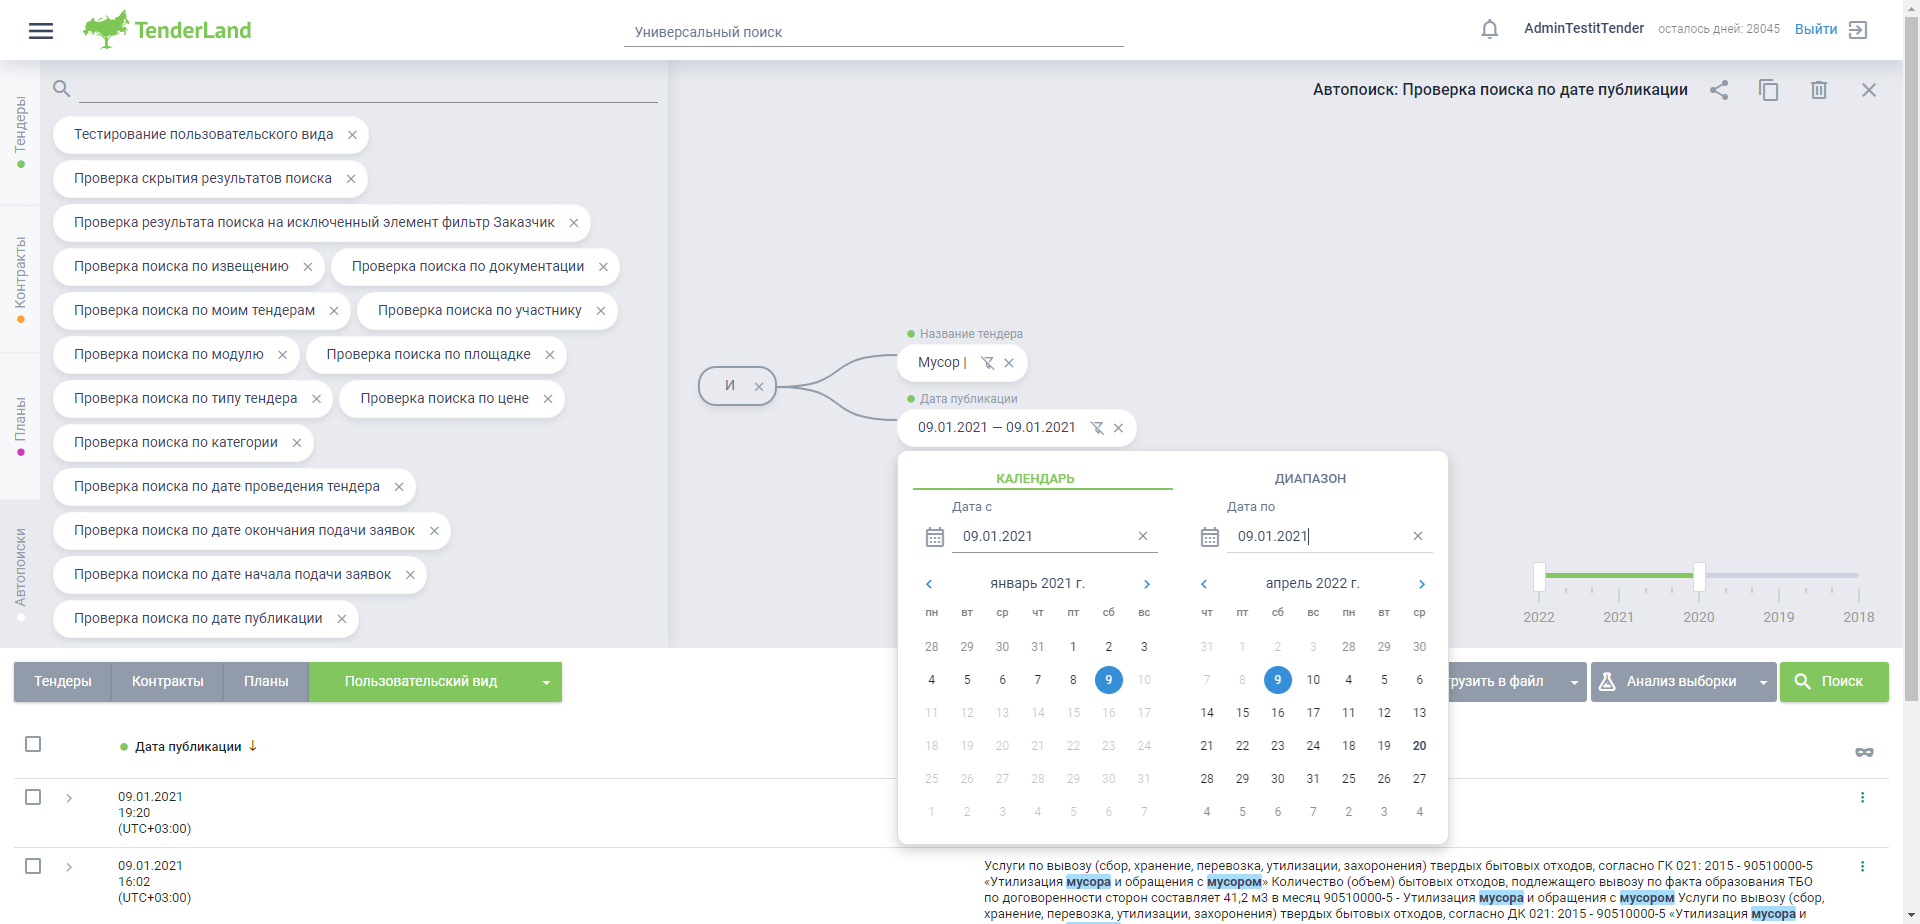 TenderLand
Универсальный поиск
AdminTestitTender
осталось дней: 28045
Выйти
Тендеры
Контракты
Планы
Автопоиски
Тестирование пользовательского вида
Проверка скрытия результатов поиска
Проверка результата поиска на исключенный элемент фильтр Заказчик
Проверка поиска по извещению
Проверка поиска по документации
Проверка поиска по моим тендерам
Проверка поиска по участнику
Проверка поиска по модулю
Проверка поиска по площадке
Проверка поиска по типу тендера
Проверка поиска по цене
Проверка поиска по категории
Проверка поиска по дате проведения тендера
Проверка поиска по дате окончания подачи заявок
Проверка поиска по дате начала подачи заявок
Проверка поиска по дате публикации
Автопоиск: Проверка поиска по дате публикации
И
Название тендера
Мусор |
Дата публикации
09.01.2021 — 09.01.2021
КАЛЕНДАРЬ
ДИАПАЗОН
Дата с
09.01.2021
январь 2021 г.
пн вт ср чт пт сб вс
28 29 30 31 1 2 3
4 5 6 7 8 9 10
11 12 13 14 15 16 17
18 19 20 21 22 23 24
25 26 27 28 29 30 31
1 2 3 4 5 6 7
Дата по
09.01.2021
апрель 2022 г.
чт пт сб вс пн вт ср
31 1 2 3 28 29 30
7 8 9 10 4 5 6
14 15 16 17 11 12 13
21 22 23 24 18 19 20
28 29 30 31 25 26 27
4 5 6 7 2 3 4
2022 2021 2020 2019 2018
Тендеры
Контракты
Планы
Пользовательский вид
грузить в файл
Анализ выборки
Поиск
Дата публикации
09.01.2021
19:20
(UTC+03:00)
09.01.2021
16:02
(UTC+03:00)
Услуги по вывозу (сбор, хранение, перевозка, утилизации, захоронения) твердых бытовых отходов, согласно ГК 021: 2015 - 90510000-5
«Утилизация мусора и обращения с мусором» Количество (объем) бытовых отходов, подлежащего вывозу по факта образования ТБО
по договоренности сторон составляет 41,2 м3 в месяц 90510000-5 - Утилизация мусора и обращения с мусором Услуги по вывозу (сбор,
хранение, перевозка, утилизации, захоронения) твердых бытовых отходов, согласно ДК 021: 2015 - 90510000-5 «Утилизация мусора и